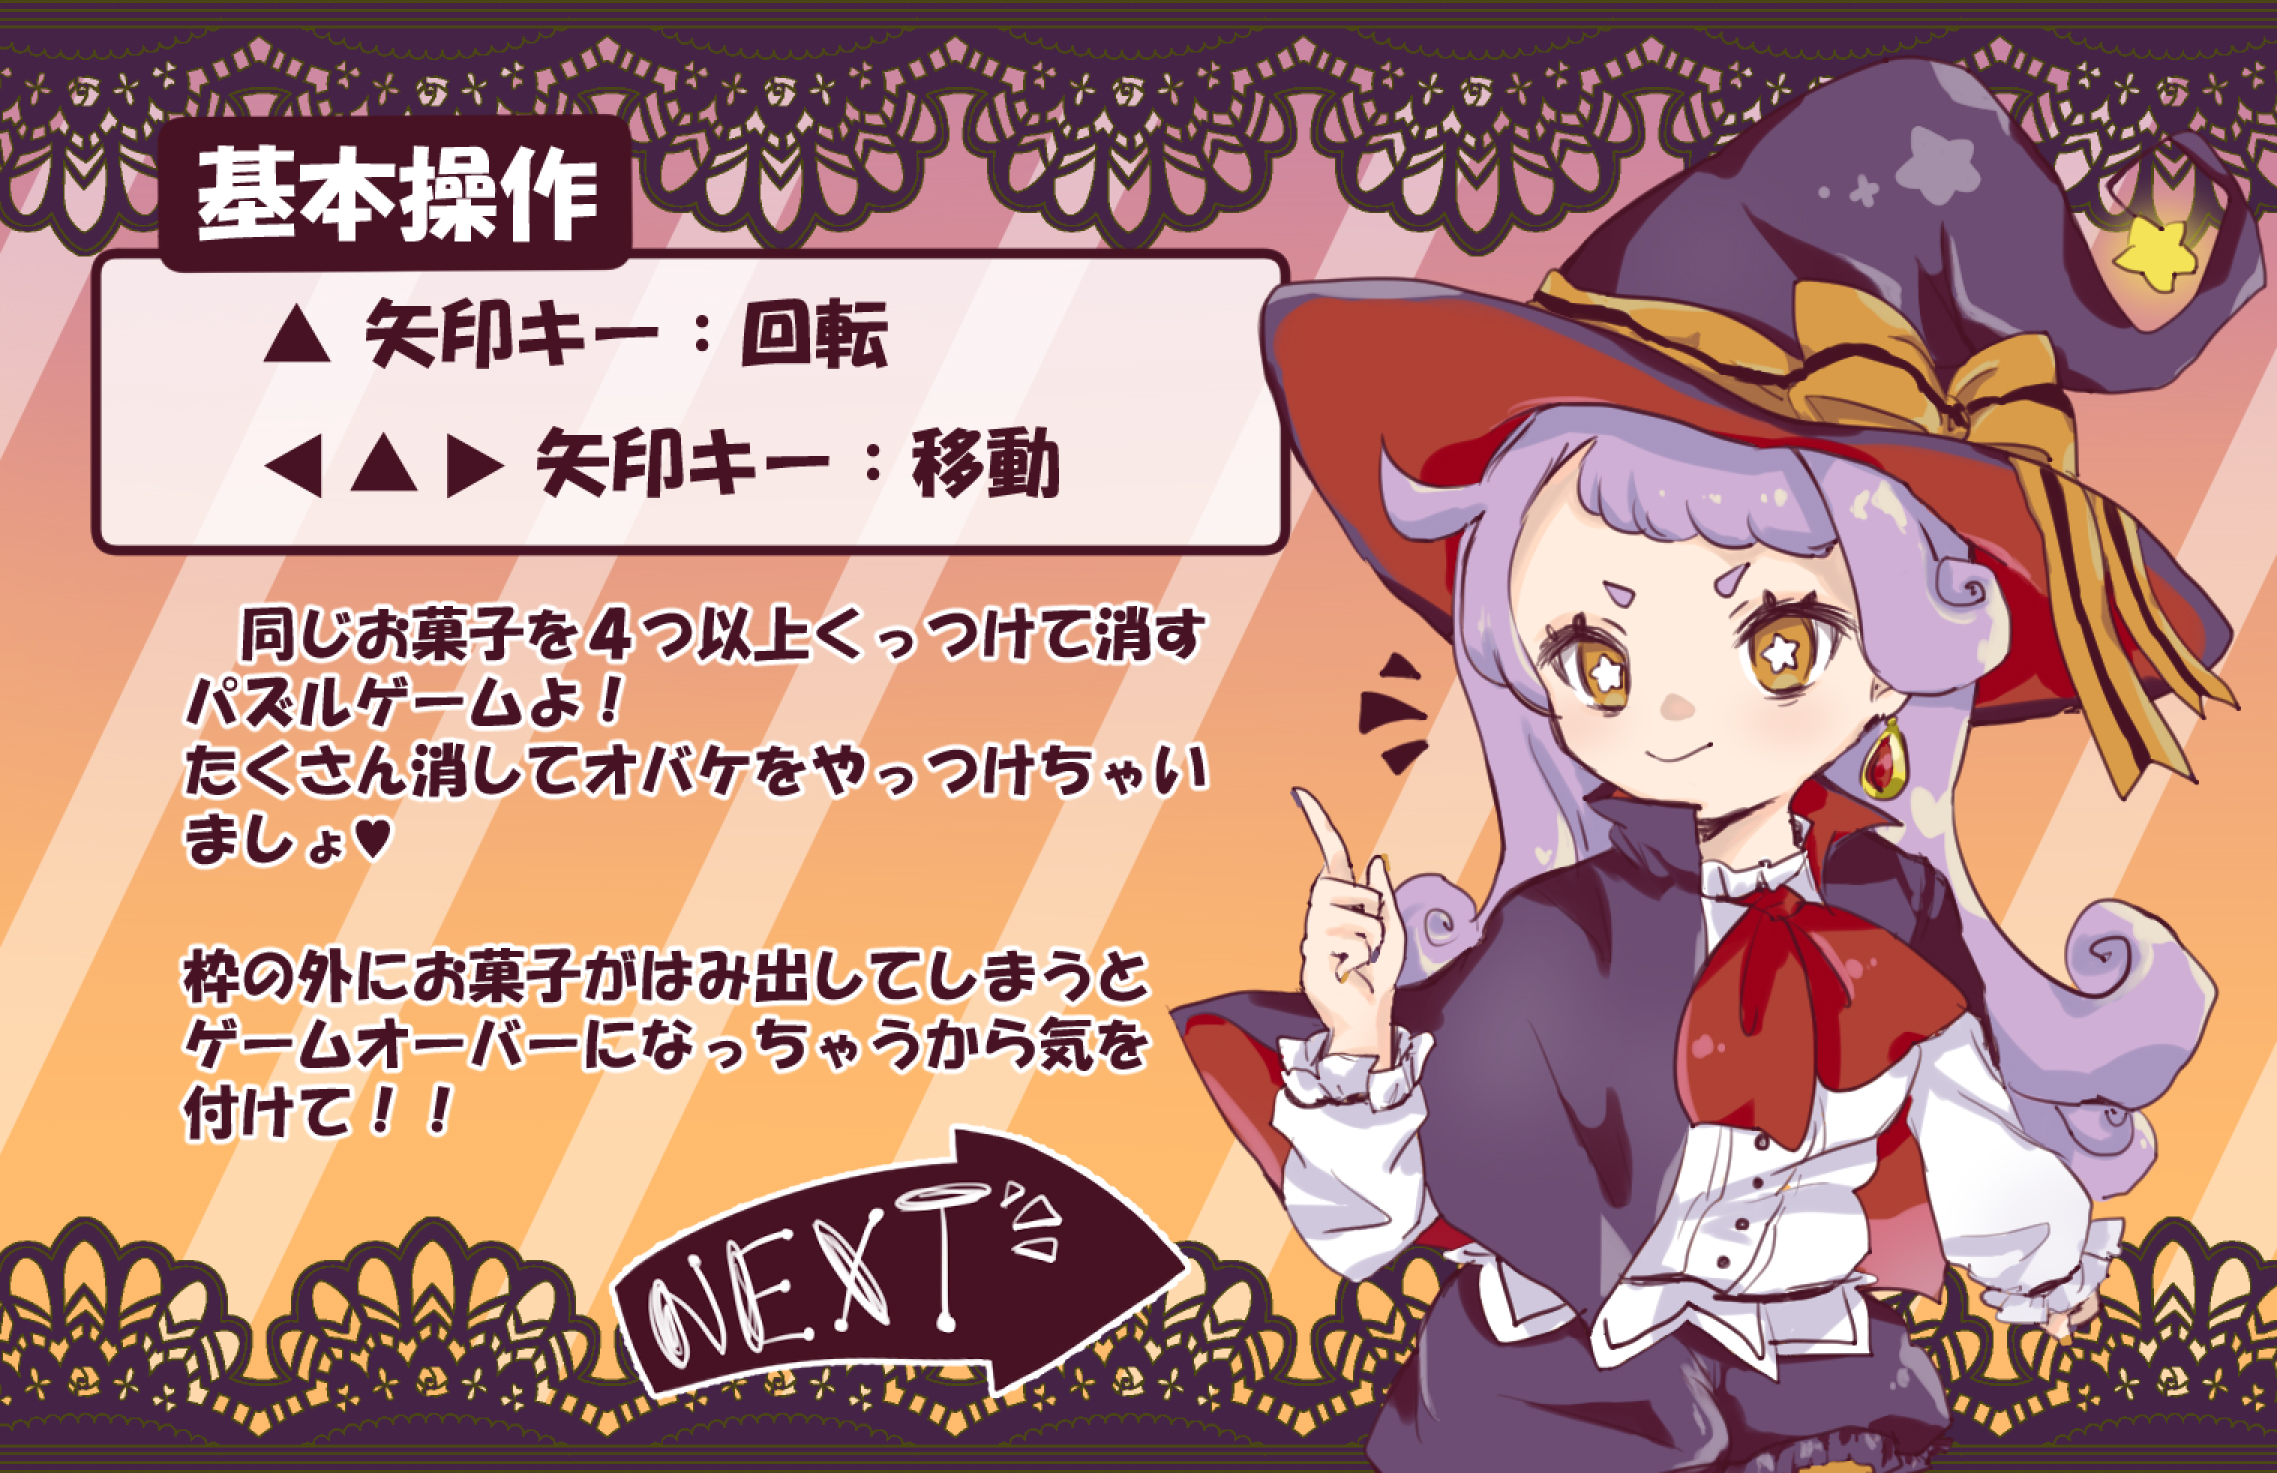 基本操作
▲ 矢印キー：回転
◀ ▲ ▶ 矢印キー：移動
同じお菓子を４つ以上くっつけて消す
パズルゲームよ！
たくさん消してオバケをやっつけちゃい
ましょ♥
枠の外にお菓子がはみ出してしまうと
ゲームオーバーになっちゃうから気を
付けて！！
NEXT